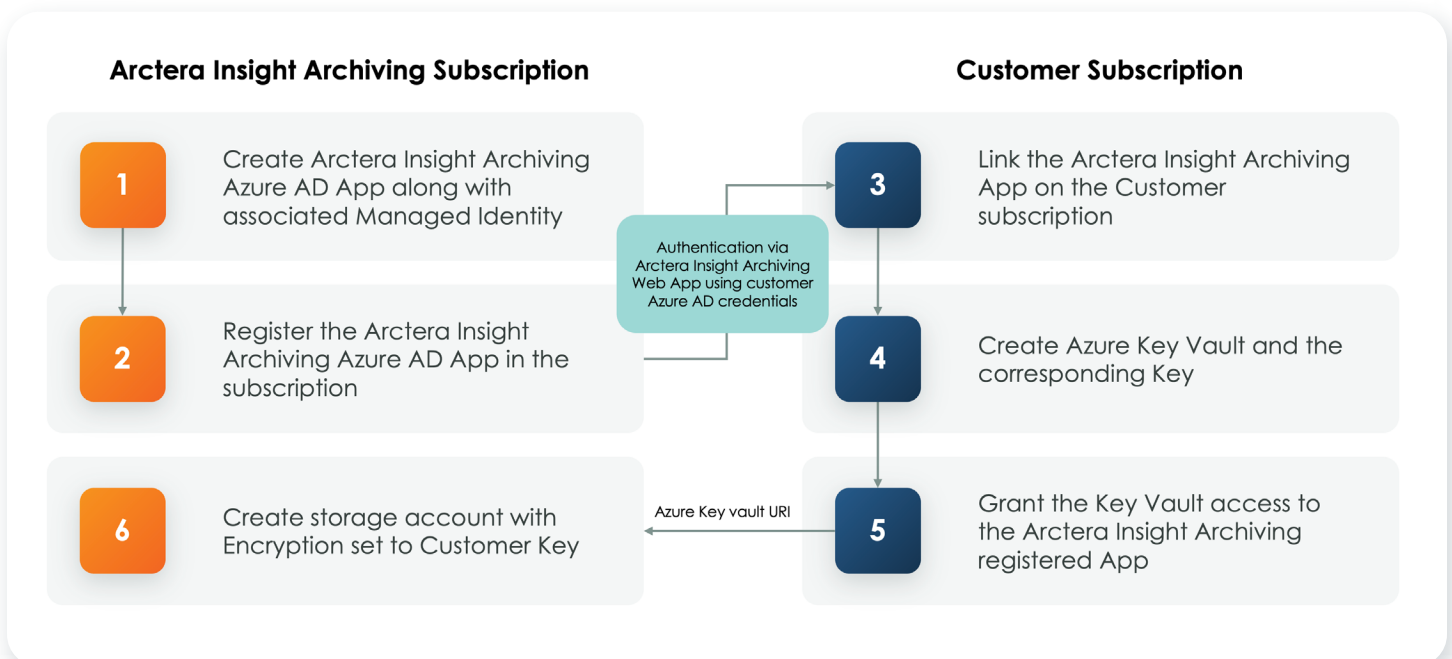 Arctera Insight Archiving Subscription
1
Create Arctera Insight Archiving
Azure AD App along with
associated Managed Identity
2
Register the Arctera Insight
Archiving Azure AD App in the
subscription
Authentication via
Arctera Insight Archiving
Web App using customer
Azure AD credentials
Customer Subscription
3
Link the Arctera Insight Archiving
App on the Customer
subscription
4
Create Azure Key Vault and the
corresponding Key
5
Grant the Key Vault access to
the Arctera Insight Archiving
registered App
Azure Key vault URI
6
Create storage account with
Encryption set to Customer Key